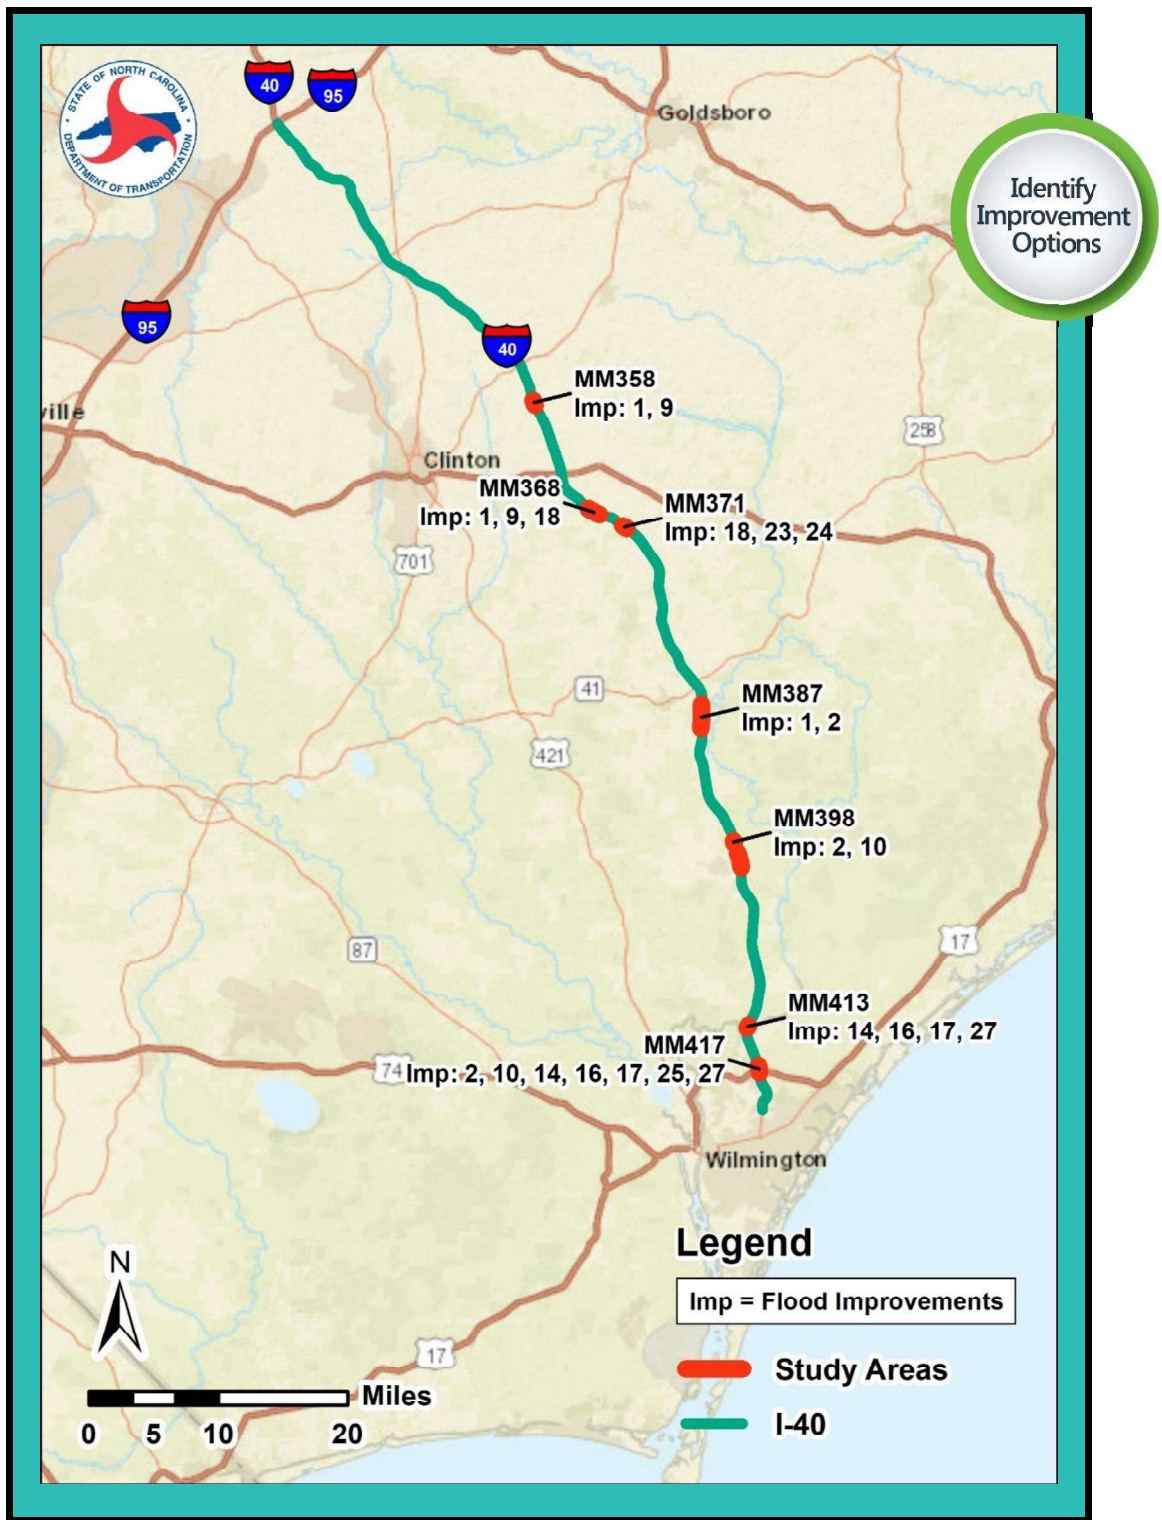 STATE OF NORTH CAROLINA
DEPARTMENT OF TRANSPORTATION
40
95
Goldsboro
Identify
Improvement
Options
95
40
MM358
Imp: 1, 9
ville
258
Clinton
MM368
Imp: 1, 9, 18
MM371
Imp: 18, 23, 24
701
41
MM387
Imp: 1, 2
421
MM398
Imp: 2, 10
87
17
MM413
Imp: 14, 16, 17, 27
MM417
74
Imp: 2, 10, 14, 16, 17, 25, 27
Wilmington
Legend
N
Imp = Flood Improvements
17
Study Areas
Miles
I-40
0 5 10 20